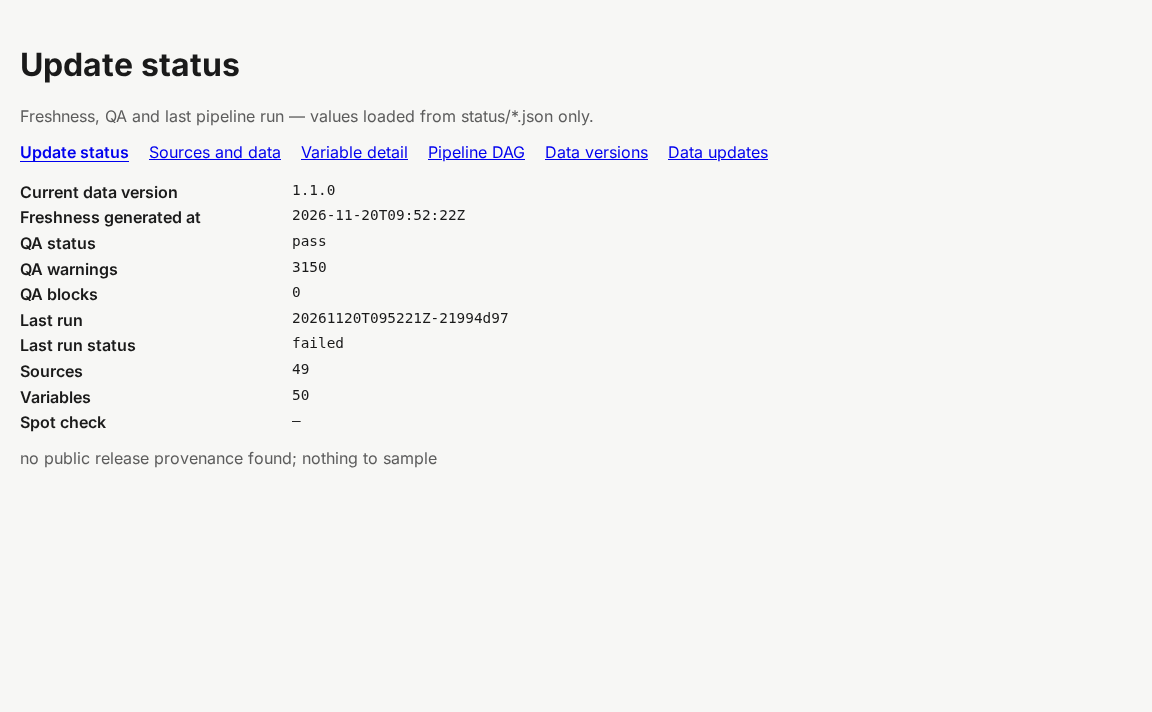 Update status
Freshness, QA and last pipeline run — values loaded from status/*.json only.
Update status Sources and data Variable detail Pipeline DAG Data versions Data updates
Current data version 1.1.0
Freshness generated at 2026-11-20T09:52:22Z
QA status pass
QA warnings 3150
QA blocks 0
Last run 20261120T095221Z-21994d97
Last run status failed
Sources 49
Variables 50
Spot check —
no public release provenance found; nothing to sample